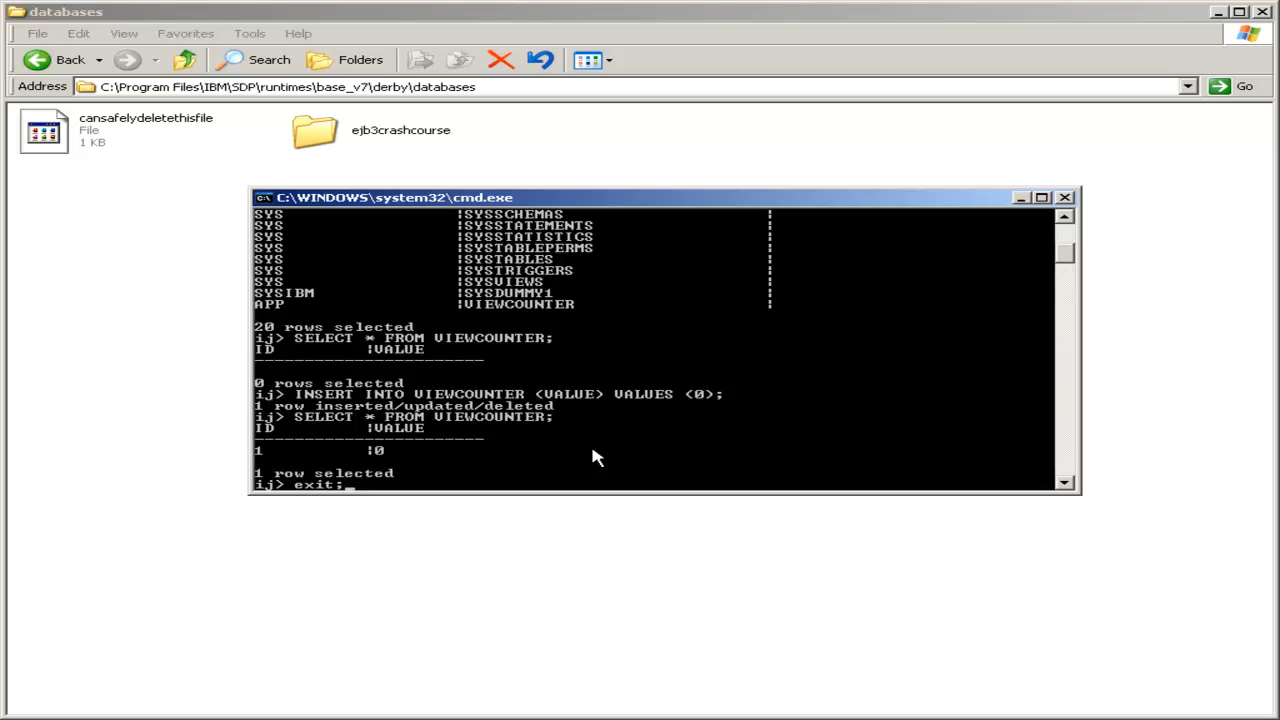 databases
File Edit View Favorites Tools Help
Back Search Folders
Address C:\Program Files\IBM\SDP\runtimes\base_v7\derby\databases Go
cansafelydeletethisfile
File
1 KB
ejb3crashcourse
C:\WINDOWS\system32\cmd.exe
SYS |SYSSCHEMAS |
SYS |SYSSTATEMENTS |
SYS |SYSSTATISTICS |
SYS |SYSTABLEPERMS |
SYS |SYSTABLES |
SYS |SYSTRIGGERS |
SYS |SYSVIEWS |
SYSIBM |SYSDUMMY1 |
APP |VIEWCOUNTER |
20 rows selected
ij> SELECT * FROM VIEWCOUNTER;
ID |VALUE
-----------------------
0 rows selected
ij> INSERT INTO VIEWCOUNTER (VALUE) VALUES (0);
1 row inserted/updated/deleted
ij> SELECT * FROM VIEWCOUNTER;
ID |VALUE
-----------------------
1 |0
1 row selected
ij> exit;_